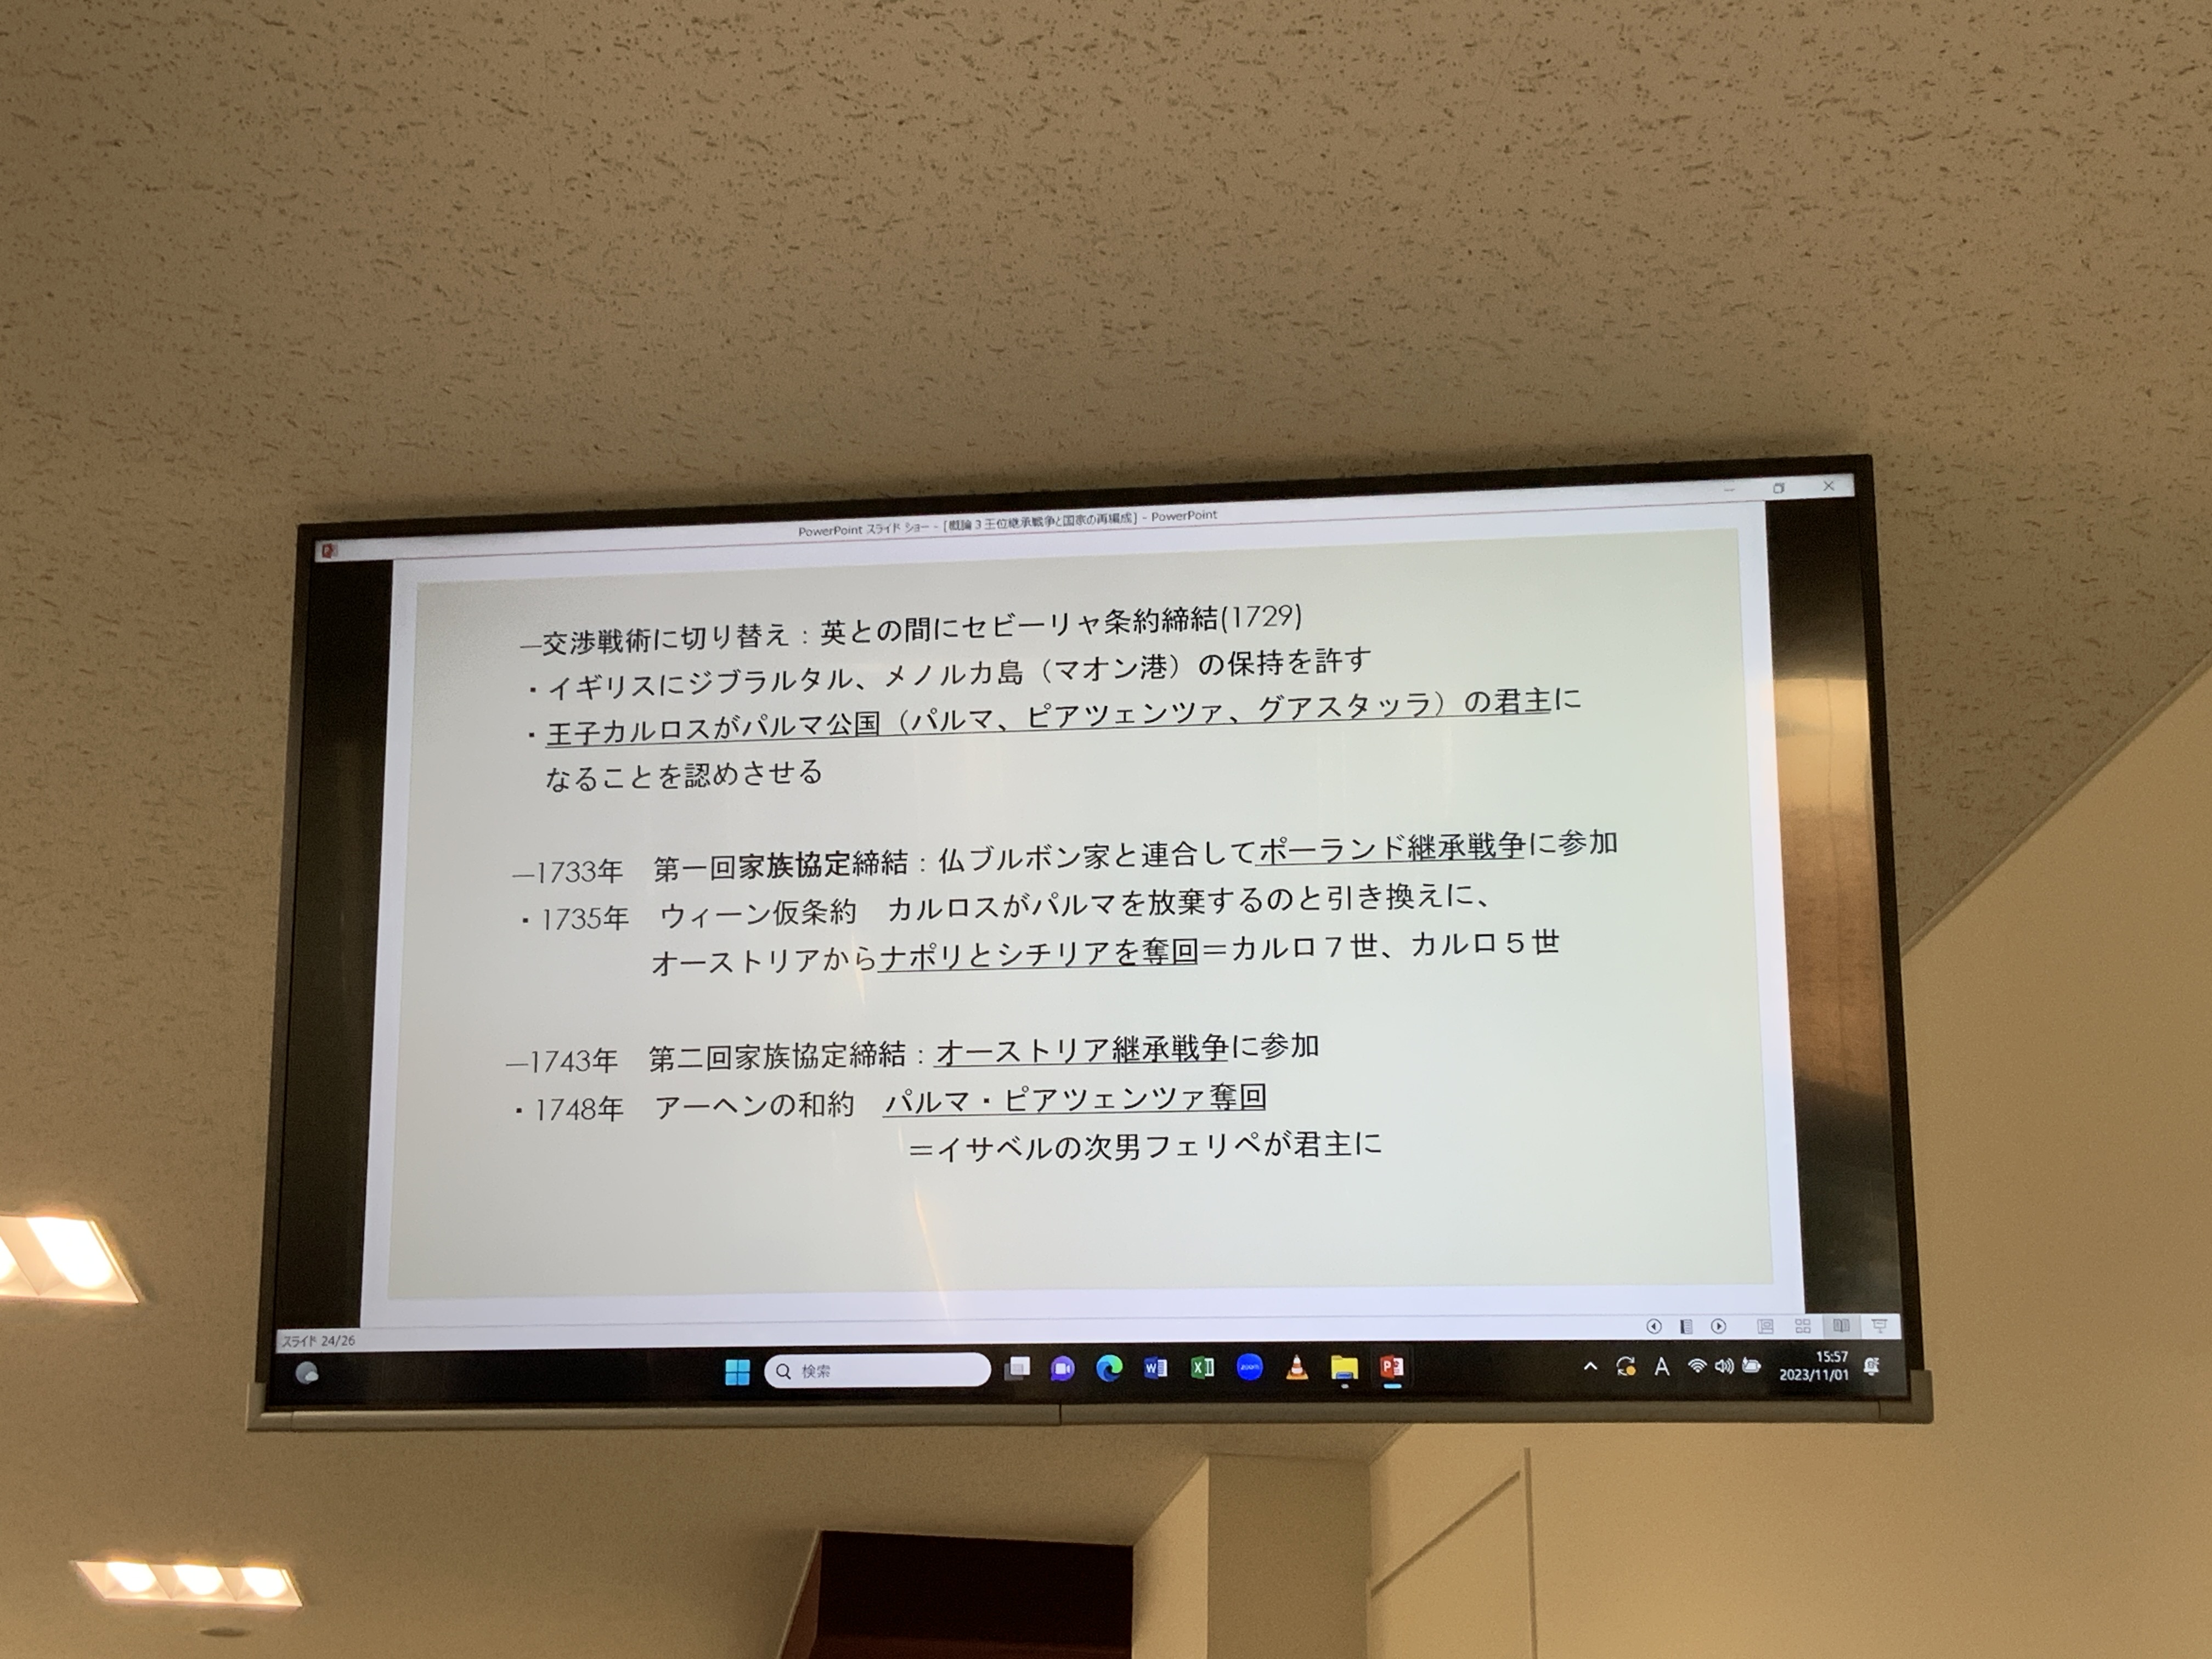 PowerPoint スライド ショー - [概論３王位継承戦争と国家の再編成] - PowerPoint
―交渉戦術に切り替え：英との間にセビーリャ条約締結(1729)
・イギリスにジブラルタル、メノルカ島（マオン港）の保持を許す
・王子カルロスがパルマ公国（パルマ、ピアツェンツァ、グアスタッラ）の君主に
なることを認めさせる
―1733年　第一回家族協定締結：仏ブルボン家と連合してポーランド継承戦争に参加
・1735年　ウィーン仮条約　カルロスがパルマを放棄するのと引き換えに、
オーストリアからナポリとシチリアを奪回＝カルロ７世、カルロ５世
―1743年　第二回家族協定締結：オーストリア継承戦争に参加
・1748年　アーヘンの和約　パルマ・ピアツェンツァ奪回
＝イサベルの次男フェリペが君主に
スライド 24/26
検索
zoom
A
15:57
2023/11/01